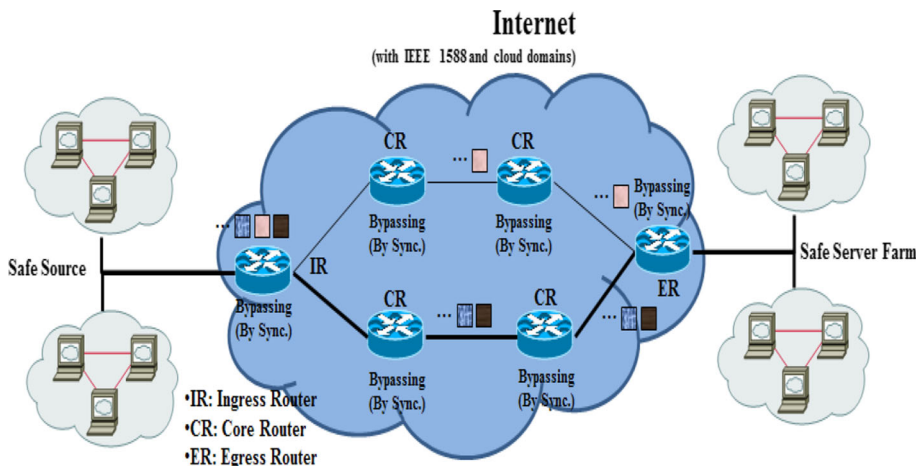 Internet
(with IEEE 1588 and cloud domains)
CR
CR
...
Bypassing
(By Sync.)
Bypassing
(By Sync.)
...
Bypassing
(By Sync.)
...
Safe Source
IR
Bypassing
(By Sync.)
ER
Safe Server Farm
CR
CR
...
...
Bypassing
(By Sync.)
Bypassing
(By Sync.)
•IR: Ingress Router
•CR: Core Router
•ER: Egress Router